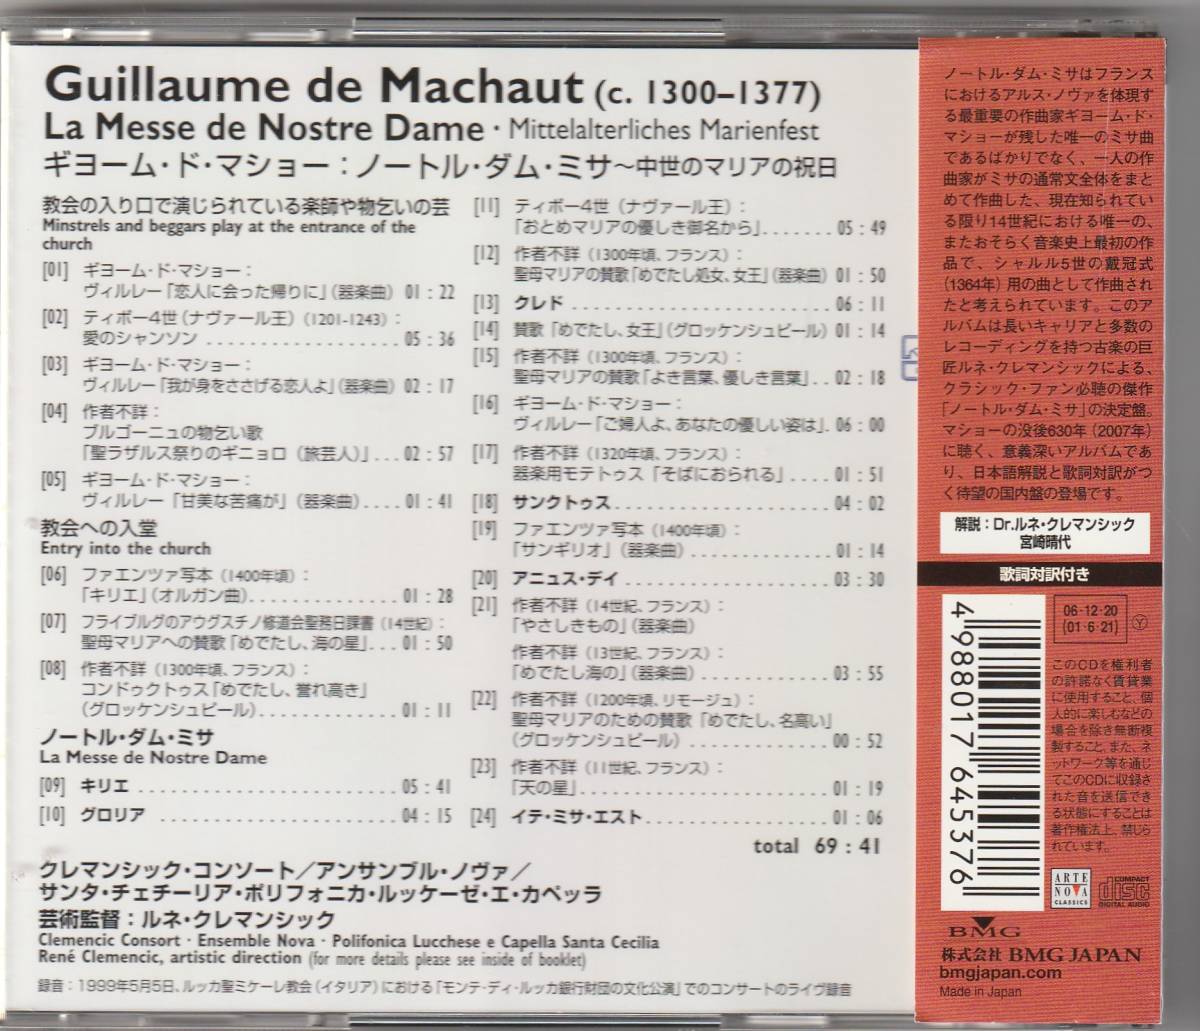 Guillaume de Machaut (c. 1300–1377)
La Messe de Nostre Dame · Mittelalterliches Marienfest
ギヨーム・ド・マショー：ノートル・ダム・ミサ～中世のマリアの祝日
教会の入り口で演じられている楽師や物乞いの芸
Minstrels and beggars play at the entrance of the
church
[01] ギヨーム・ド・マショー：
ヴィルレー「恋人に会った帰りに」（器楽曲） 01 : 22
[02] ティボー4世（ナヴァール王）(1201-1243)：
愛のシャンソン .................... 05 : 36
[03] ギヨーム・ド・マショー：
ヴィルレー「我が身をささげる恋人よ」（器楽曲） 02 : 17
[04] 作者不詳：
ブルゴーニュの物乞い歌
「聖ラザルス祭りのギニョロ（旅芸人）」... 02 : 57
[05] ギヨーム・ド・マショー：
ヴィルレー「甘美な苦痛が」（器楽曲）.... 01 : 41
教会への入堂
Entry into the church
[06] ファエンツァ写本（1400年頃）：
「キリエ」（オルガン曲）.............. 01 : 28
[07] フライブルグのアウグスチノ修道会聖務日課書（14世紀）：
聖母マリアへの賛歌「めでたし、海の星」... 01 : 50
[08] 作者不詳（1300年頃、フランス）：
コンドゥクトゥス「めでたし、誉れ高き」
（グロッケンシュピール）............. 01 : 11
ノートル・ダム・ミサ
La Messe de Nostre Dame
[09] キリエ .......................... 05 : 41
[10] グロリア ........................ 04 : 15
[11] ティボー4世（ナヴァール王）：
「おとめマリアの優しき御名から」....... 05 : 49
[12] 作者不詳（1300年頃、フランス）：
聖母マリアの賛歌「めでたし処女、女王」（器楽曲） 01 : 50
[13] クレド .......................... 06 : 11
[14] 賛歌「めでたし、女王」（グロッケンシュピール） 01 : 14
[15] 作者不詳（1300年頃、フランス）：
聖母マリアの賛歌「よき言葉、優しき言葉」.. 02 : 18
[16] ギヨーム・ド・マショー：
ヴィルレー「ご婦人よ、あなたの優しい姿は」. 06 : 00
[17] 作者不詳（1320年頃、フランス）：
器楽用モテトゥス「そばにおられる」.... 01 : 51
[18] サンクトゥス...................... 04 : 02
[19] ファエンツァ写本（1400年頃）：
「サンギリオ」（器楽曲）.............. 01 : 14
[20] アニュス・デイ .................... 03 : 30
[21] 作者不詳（14世紀、フランス）：
「やさしきもの」（器楽曲）
作者不詳（13世紀、フランス）：
「めでたし海の」（器楽曲）............. 03 : 55
[22] 作者不詳（1200年頃、リモージュ）：
聖母マリアのための賛歌「めでたし、名高い」
（グロッケンシュピール）.............. 00 : 52
[23] 作者不詳（11世紀、フランス）：
「天の星」......................... 01 : 19
[24] イテ・ミサ・エスト.................. 01 : 06
total 69 : 41
クレマンシック・コンソート／アンサンブル・ノヴァ／
サンタ・チェチーリア・ポリフォニカ・ルッケーゼ・エ・カペッラ
芸術監督：ルネ・クレマンシック
Clemencic Consort · Ensemble Nova · Polifonica Lucchese e Capella Santa Cecilia
René Clemencic, artistic direction (for more details please see inside of booklet)
録音：1999年5月5日、ルッカ聖ミケーレ教会（イタリア）における「モンテ・ディ・ルッカ銀行財団の文化公演」でのコンサートのライヴ録音
ノートル・ダム・ミサはフランス
におけるアルス・ノヴァを体現す
る最重要の作曲家ギヨーム・ド・
マショーが残した唯一のミサ曲
であるばかりでなく、一人の作
曲家がミサの通常文全体をまと
めて作曲した、現在知られてい
る限り14世紀における唯一の、
またおそらく音楽史上最初の作
品で、シャルル5世の戴冠式
（1364年）用の曲として作曲され
たと考えられています。このア
ルバムは長いキャリアと多数の
レコーディングを持つ古楽の巨
匠ルネ・クレマンシックによる、
クラシック・ファン必聴の傑作
「ノートル・ダム・ミサ」の決定盤。
マショーの没後630年（2007年）
に聴く、意義深いアルバムであ
り、日本語解説と歌詞対訳がつ
く待望の国内盤の登場です。
解説：Dr.ルネ・クレマンシック
宮崎晴代
歌詞対訳付き
4988017645376
06・12・20
(01・6・21)
Ⓨ
このCDを権利者
の許諾なく賃貸業
に使用すること、個
人的に楽しむなどの
場合を除き無断複
製すること、また、ネ
ットワーク等を通じ
てこのCDに収録さ
れた音を送信でき
る状態にすることは
著作権法上、禁じら
れています。
ARTE
NOVA
CLASSICS
COMPACT
disc
DIGITAL AUDIO
BMG
株式会社 BMG JAPAN
bmgjapan.com
Made in Japan